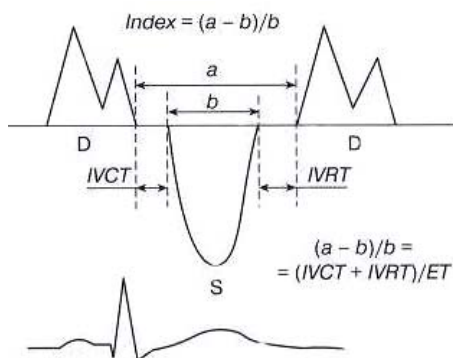 Index = (a – b)/b
a
b
D
D
IVCT
IVRT
S
(a – b)/b =
= (IVCT + IVRT)/ET